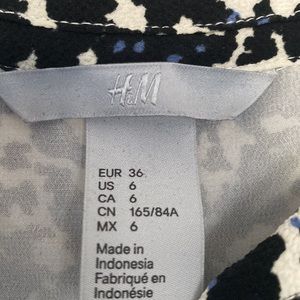 H&M
EUR 36
US 6
CA 6
CN 165/84A
MX 6
Made in
Indonesia
Fabriqué en
Indonésie